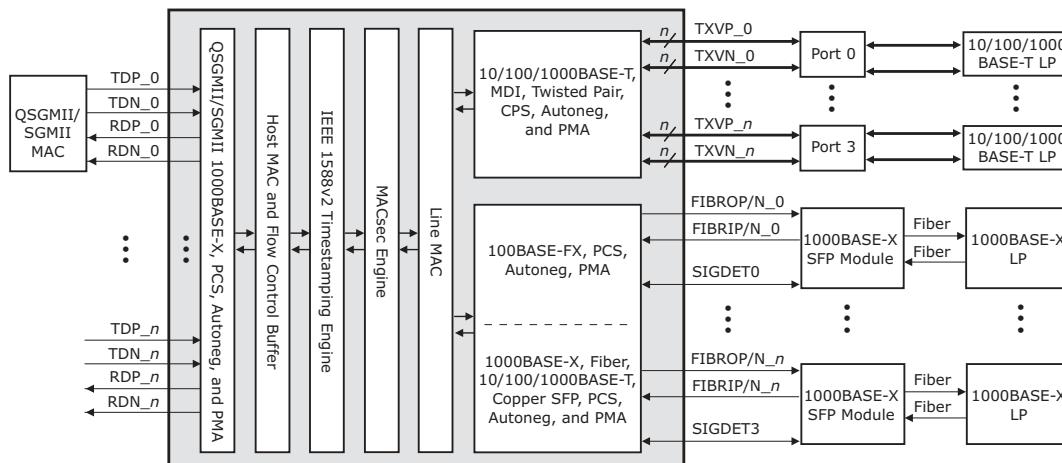 QSGMII/
SGMII
MAC
TDP_0
TDN_0
RDP_0
RDN_0
TDP_n
TDN_n
RDP_n
RDN_n
QSGMII/SGMII 1000BASE-X, PCS, Autoneg, and PMA
Host MAC and Flow Control
Buffer
IEEE 1588v2 Timestamping
Engine
MACsec Engine
Line MAC
10/100/1000BASE-T,
MDI, Twisted Pair,
CPS, Autoneg,
and PMA
100BASE-FX, PCS,
Autoneg, PMA
1000BASE-X, Fiber,
10/100/1000BASE-T,
Copper SFP, PCS,
Autoneg, and PMA
n
TXVP_0
n
TXVN_0
n
TXVP_n
n
TXVN_n
Port 0
Port 3
10/100/1000
BASE-T LP
10/100/1000
BASE-T LP
FIBROP/N_0
FIBRIP/N_0
SIGDET0
1000BASE-X
SFP Module
Fiber
Fiber
1000BASE-X
LP
FIBROP/N_n
FIBRIP/N_n
SIGDET3
1000BASE-X
SFP Module
Fiber
Fiber
1000BASE-X
LP